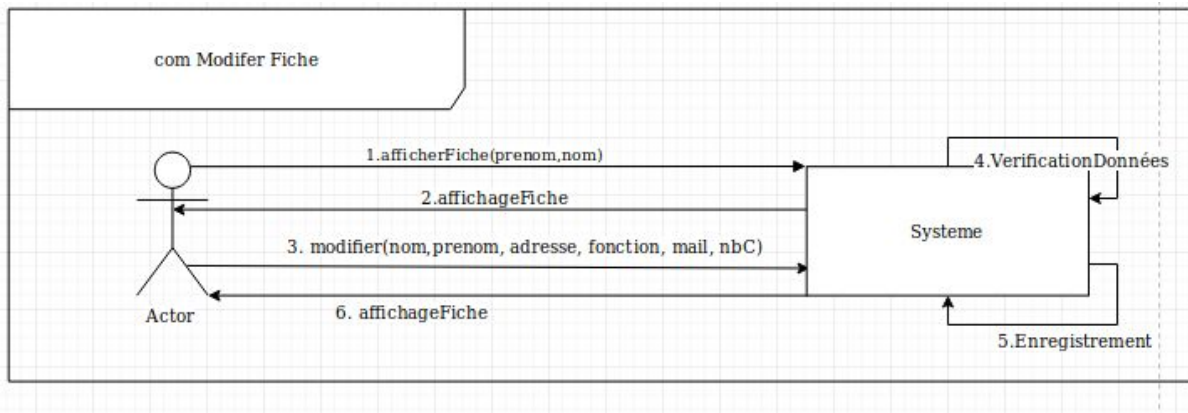 com Modifer Fiche
1.afficherFiche(prenom,nom)
4.VerificationDonnées
2.affichageFiche
Systeme
3. modifier(nom,prenom, adresse, fonction, mail, nbC)
6. affichageFiche
Actor
5.Enregistrement